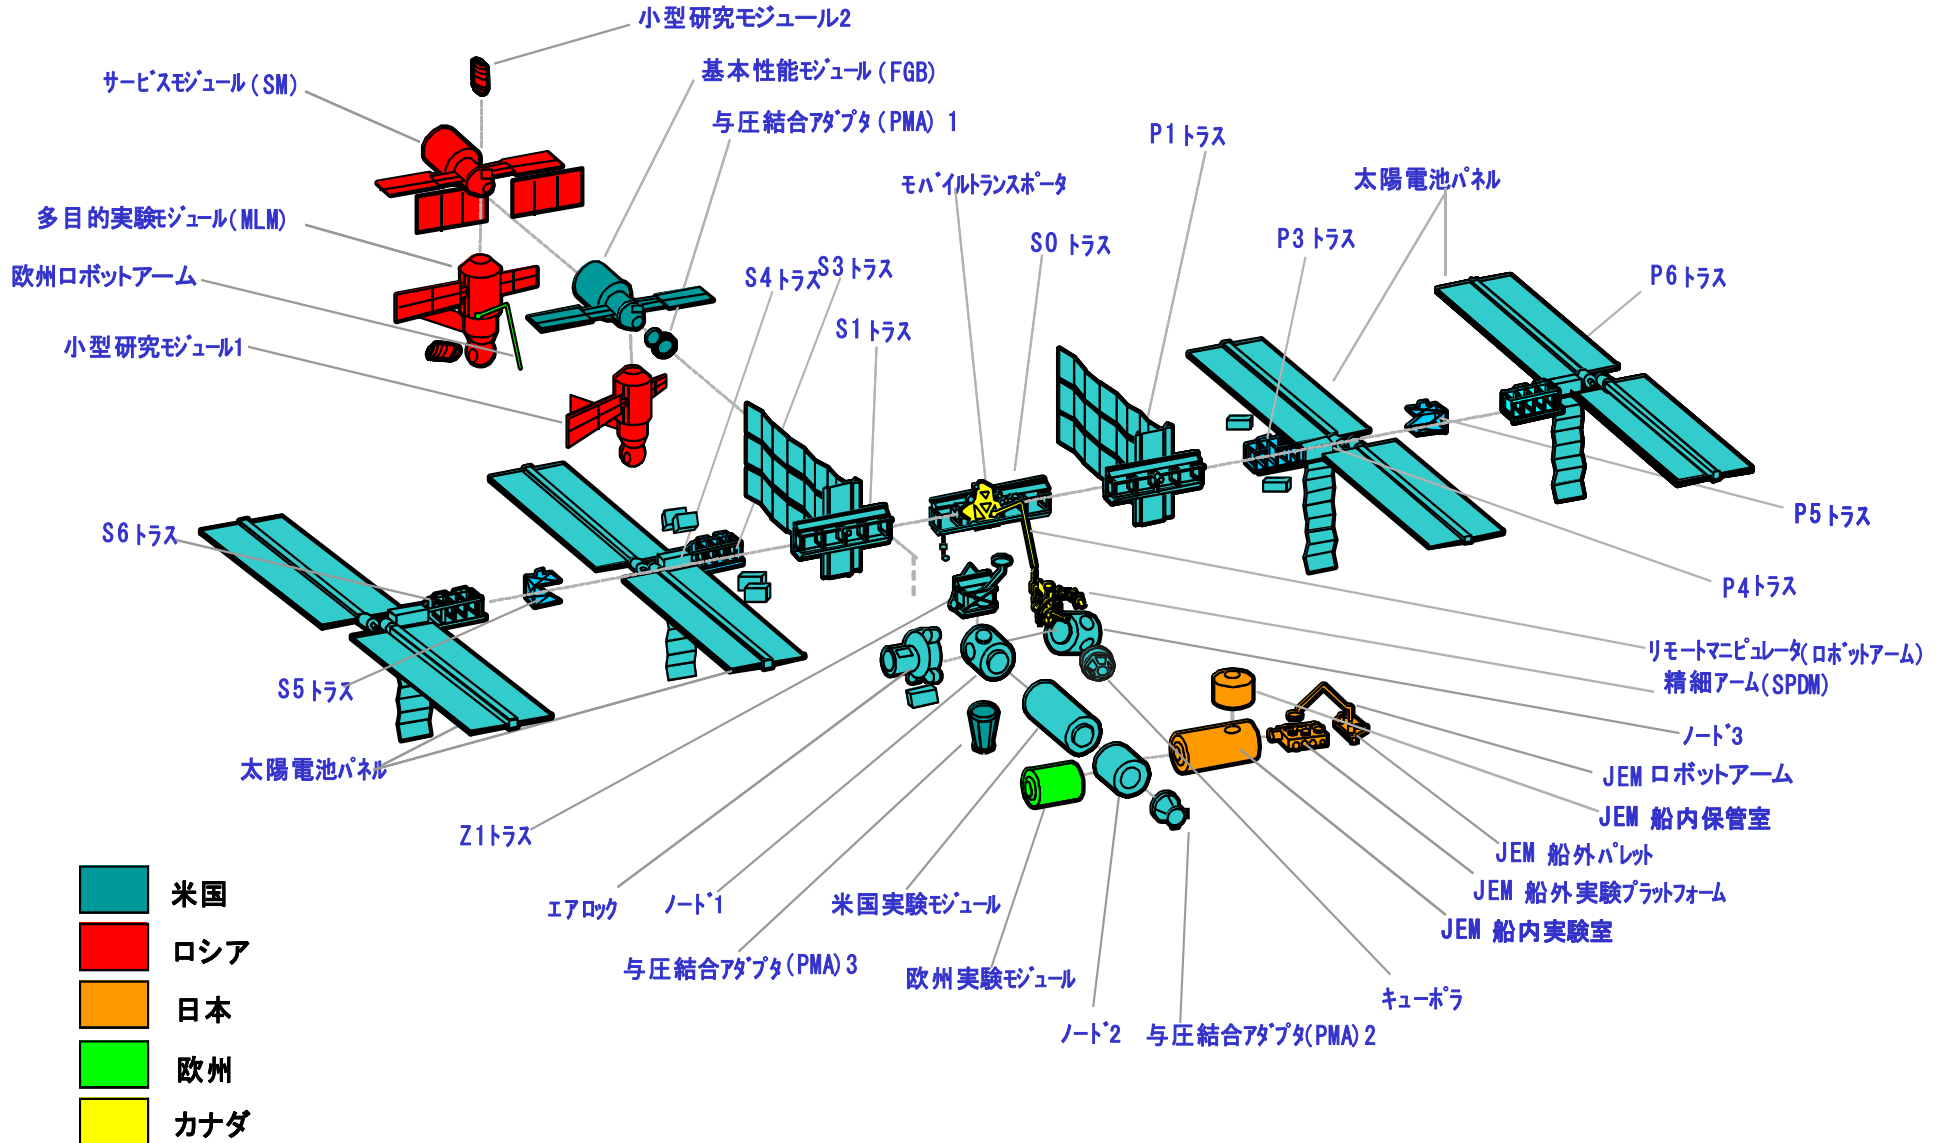 小型研究モジュール2
基本性能モジュール(FGB)
サービスモジュール(SM)
与圧結合アダプタ(PMA) 1
P1トラス
モバイルトランスポータ
太陽電池パネル
多目的実験モジュール(MLM)
S0 トラス
P3トラス
欧州ロボットアーム
S4トラス
S3トラス
P6トラス
S1トラス
小型研究モジュール1
P5トラス
S6トラス
P4トラス
リモートマニピュレータ(ロボットアーム)
精細アーム(SPDM)
S5トラス
ノード3
太陽電池パネル
JEM ロボットアーム
JEM 船内保管室
Z1トラス
JEM 船外パレット
JEM 船外実験プラットフォーム
エアロック
ノード1
米国実験モジュール
JEM 船内実験室
与圧結合アダプタ(PMA)3
欧州実験モジュール
キューポラ
ノード2
与圧結合アダプタ(PMA)2
米国
ロシア
日本
欧州
カナダ